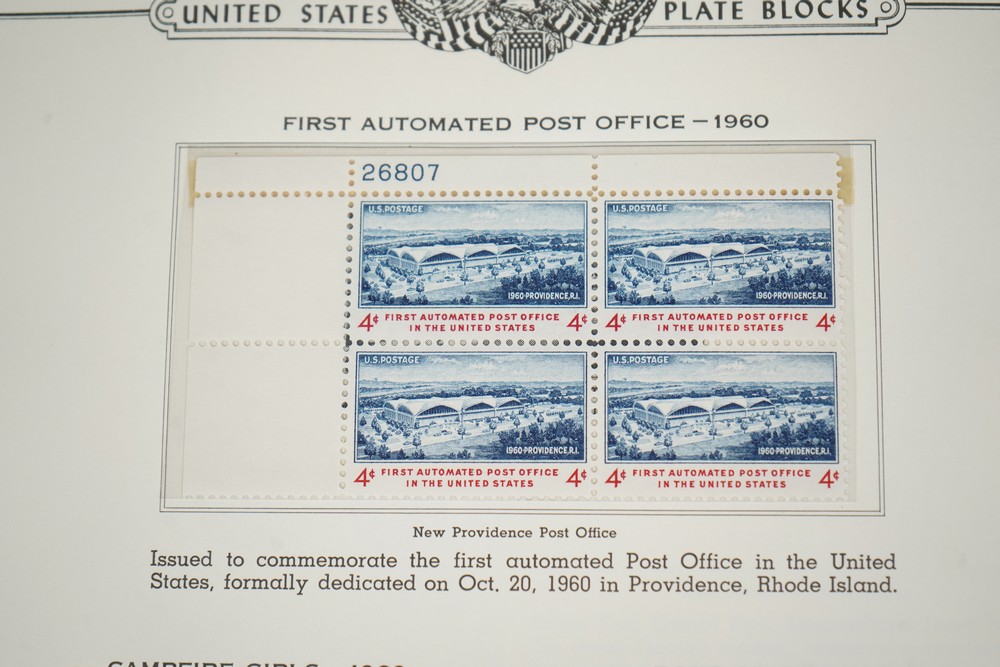 UNITED STATES PLATE BLOCKS
FIRST AUTOMATED POST OFFICE – 1960
26807
U.S. POSTAGE
1960·PROVIDENCE, R.I.
4¢ FIRST AUTOMATED POST OFFICE 4¢
IN THE UNITED STATES
U.S. POSTAGE
1960·PROVIDENCE, R.I.
4¢ FIRST AUTOMATED POST OFFICE 4¢
IN THE UNITED STATES
U.S. POSTAGE
1960·PROVIDENCE, R.I.
4¢ FIRST AUTOMATED POST OFFICE 4¢
IN THE UNITED STATES
U.S. POSTAGE
1960·PROVIDENCE, R.I.
4¢ FIRST AUTOMATED POST OFFICE 4¢
IN THE UNITED STATES
New Providence Post Office
Issued to commemorate the first automated Post Office in the United
States, formally dedicated on Oct. 20, 1960 in Providence, Rhode Island.
CAMPFIRE GIRLS